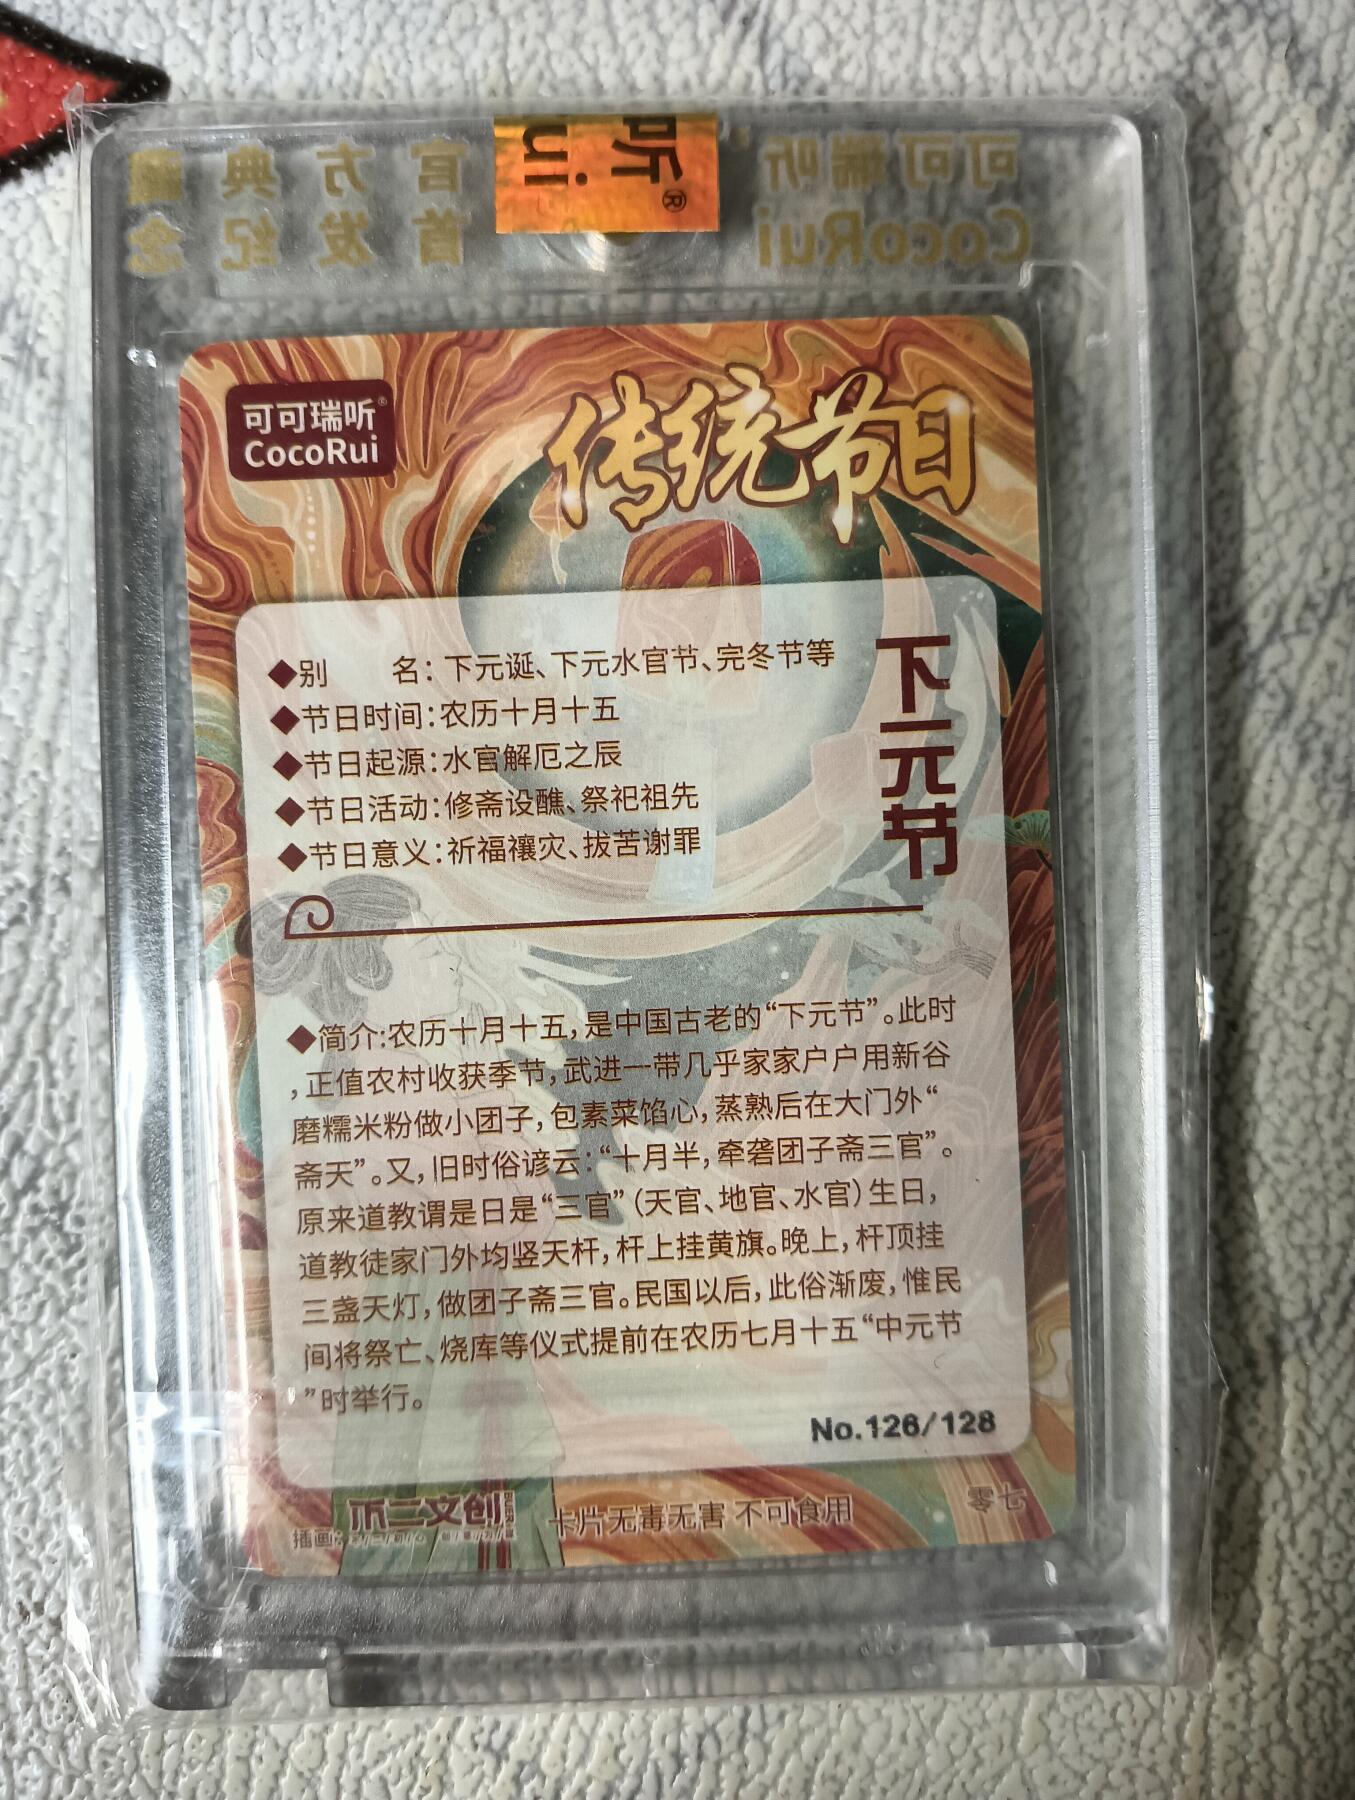 官方典藏
首发纪念
听®
ui
可可瑞听
CocoRui
可可瑞听®
CocoRui
传统节日
下元节
◆别 名：下元诞、下元水官节、完冬节等
◆节日时间：农历十月十五
◆节日起源：水官解厄之辰
◆节日活动：修斋设醮、祭祀祖先
◆节日意义：祈福禳灾、拔苦谢罪
◆简介:农历十月十五，是中国古老的“下元节”。此时
，正值农村收获季节，武进一带几乎家家户户用新谷
磨糯米粉做小团子，包素菜馅心，蒸熟后在大门外“
斋天”。又，旧时俗谚云：“十月半，牵砻团子斋三官”。
原来道教谓是日是“三官”（天官、地官、水官）生日，
道教徒家门外均竖天杆，杆上挂黄旗。晚上，杆顶挂
三盏天灯，做团子斋三官。民国以后，此俗渐废，惟民
间将祭亡、烧库等仪式提前在农历七月十五“中元节
”时举行。
No.126/128
插画：不二文创
卡片无毒无害 不可食用
零七